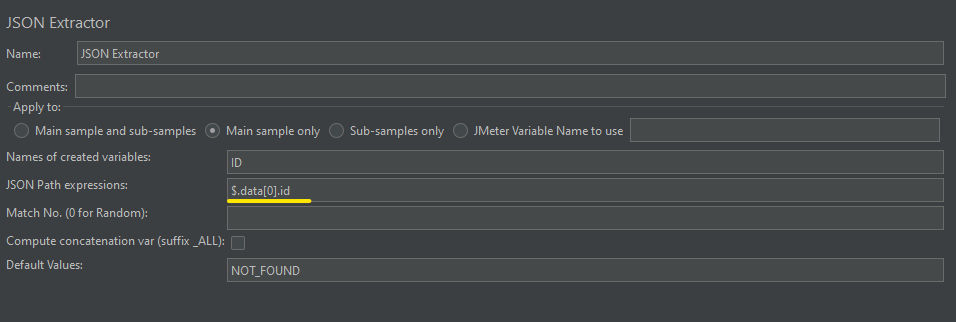 JSON Extractor
Name: JSON Extractor
Comments:
Apply to:
Main sample and sub-samples Main sample only Sub-samples only JMeter Variable Name to use
Names of created variables: ID
JSON Path expressions: $.data[0].id
Match No. (0 for Random):
Compute concatenation var (suffix _ALL):
Default Values: NOT_FOUND